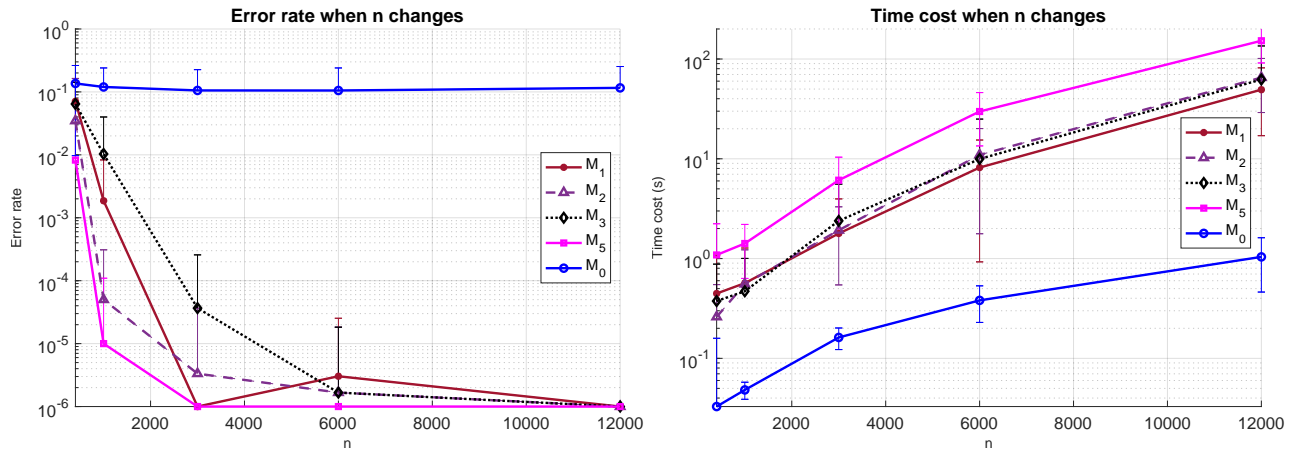 Error rate when n changes
10^0
10^-1
10^-2
10^-3
10^-4
10^-5
10^-6
Error rate
2000 4000 6000 8000 10000 12000
n
M_1
M_2
M_3
M_5
M_0
Time cost when n changes
10^2
10^1
10^0
10^-1
Time cost (s)
2000 4000 6000 8000 10000 12000
n
M_1
M_2
M_3
M_5
M_0